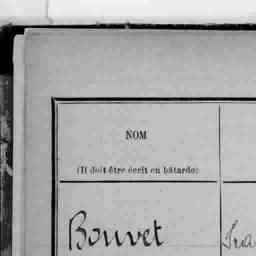 NOM
(Il doit être écrit en bâtarde)
Bouvet